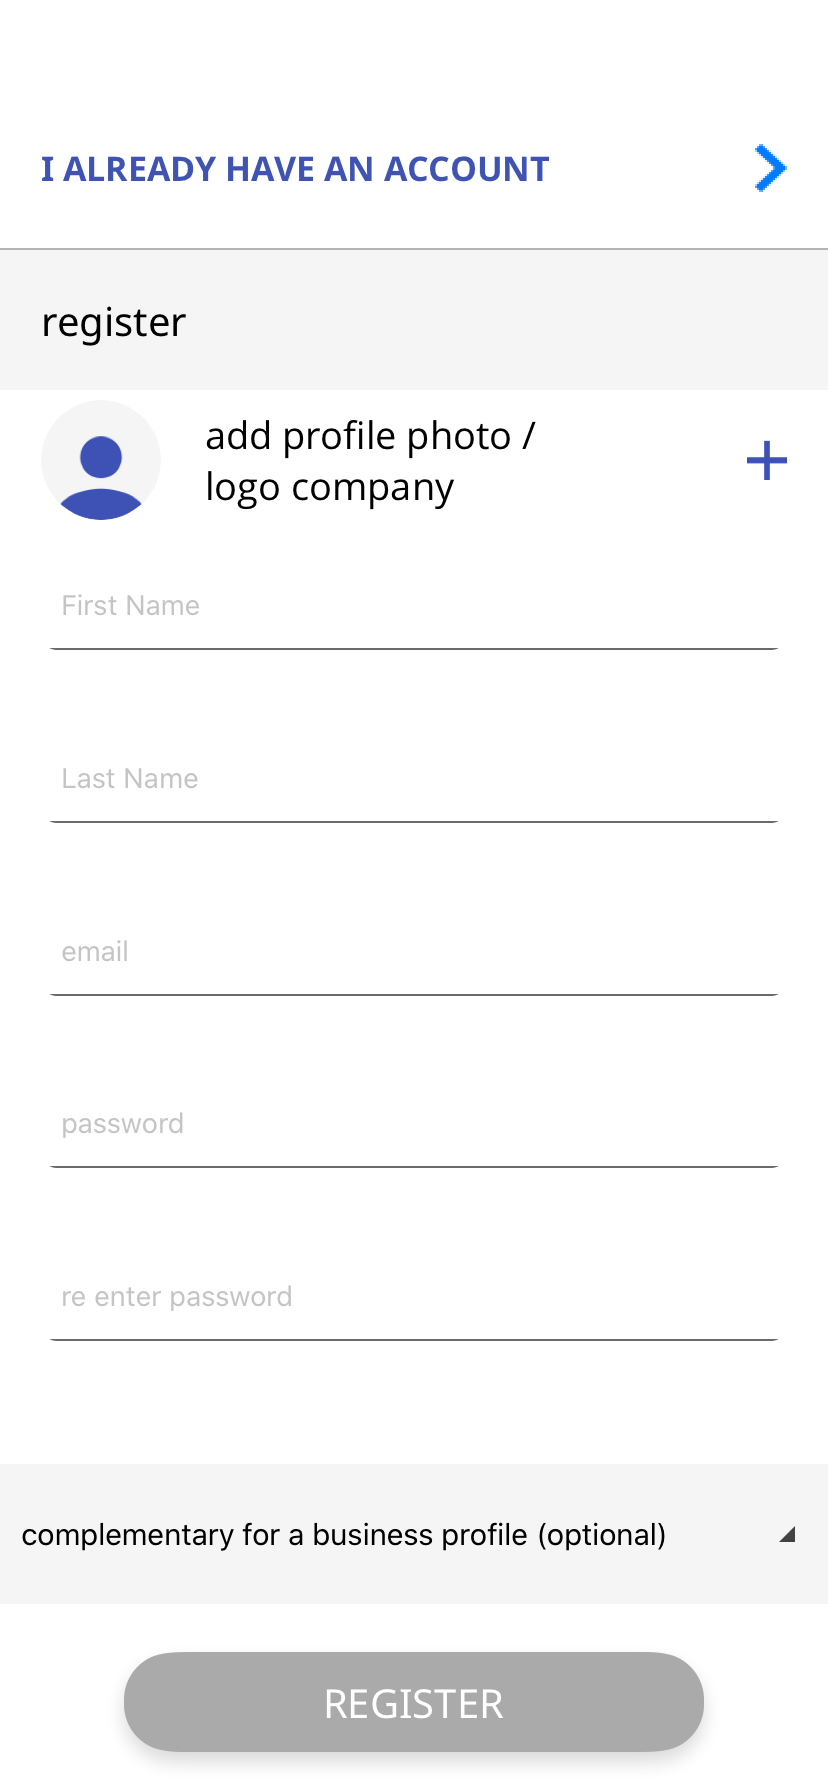 I ALREADY HAVE AN ACCOUNT
register
add profile photo /
logo company
First Name
Last Name
email
password
re enter password
complementary for a business profile (optional)
REGISTER